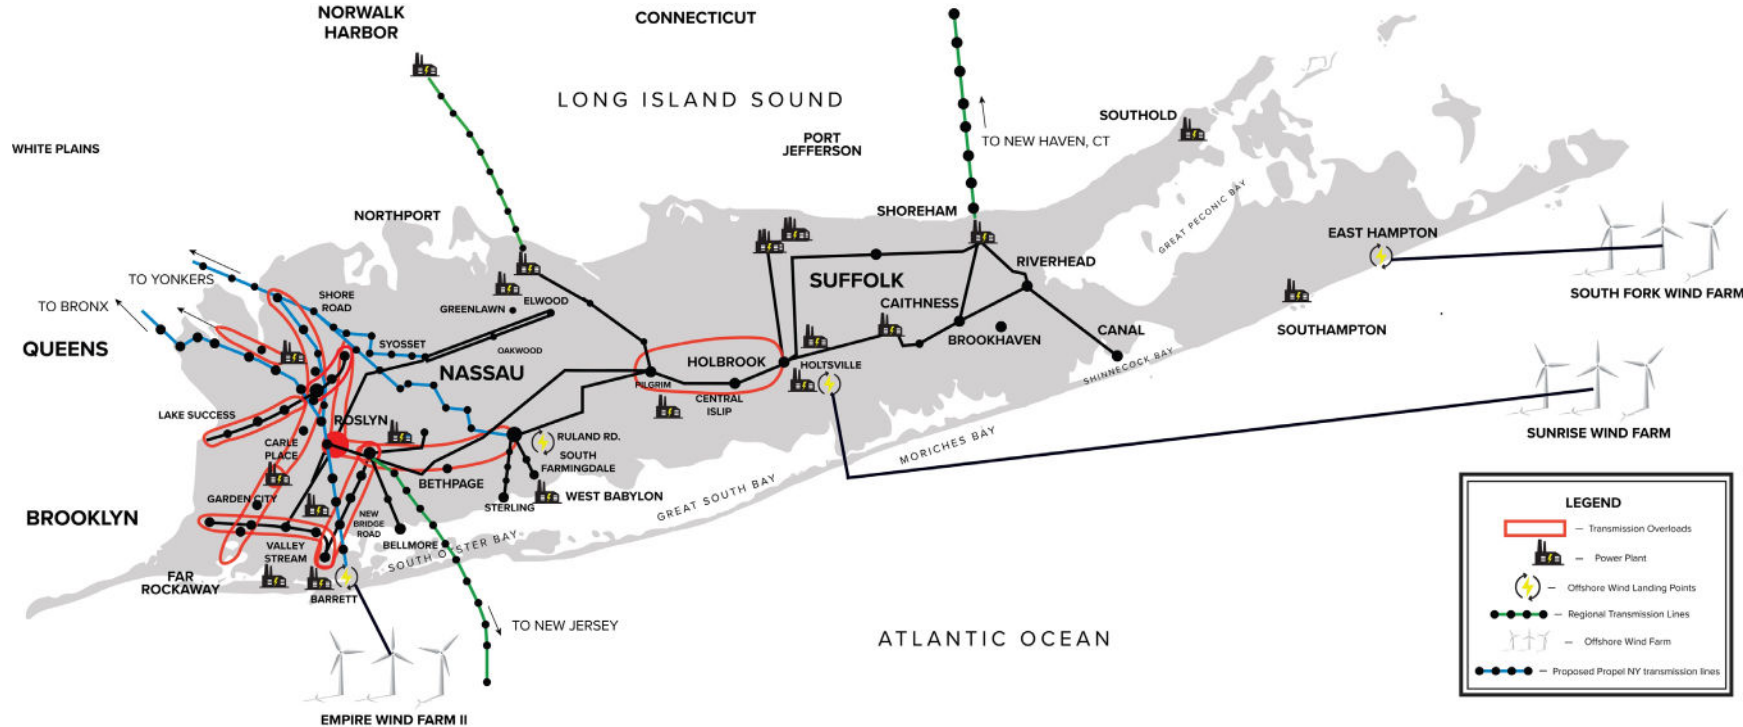 NORWALK
HARBOR
CONNECTICUT
LONG ISLAND SOUND
WHITE PLAINS
PORT
JEFFERSON
TO NEW HAVEN, CT
SOUTHOLD
GREAT PECONIC BAY
NORTHPORT
SHOREHAM
EAST HAMPTON
SOUTH FORK WIND FARM
TO YONKERS
TO BRONX
SHORE
ROAD
GREENLAWN
ELWOOD
SUFFOLK
RIVERHEAD
CAITHNESS
BROOKHAVEN
CANAL
SOUTHAMPTON
SHINNECOCK BAY
QUEENS
SYOSSET
OAKWOOD
NASSAU
HOLBROOK
HOLTSVILLE
PILGRIM
CENTRAL
ISLIP
LAKE SUCCESS
ROSLYN
CARLE
PLACE
RULAND RD.
SOUTH
FARMINGDALE
MORICHES BAY
SUNRISE WIND FARM
BETHPAGE
WEST BABYLON
STERLING
GREAT SOUTH BAY
GARDEN CITY
BROOKLYN
NEW
BRIDGE
ROAD
BELLMORE
VALLEY
STREAM
SOUTH OYSTER BAY
FAR
ROCKAWAY
BARRETT
TO NEW JERSEY
ATLANTIC OCEAN
EMPIRE WIND FARM II
LEGEND
— Transmission Overloads
— Power Plant
— Offshore Wind Landing Points
— Regional Transmission Lines
— Offshore Wind Farm
— Proposed Propel NY transmission lines